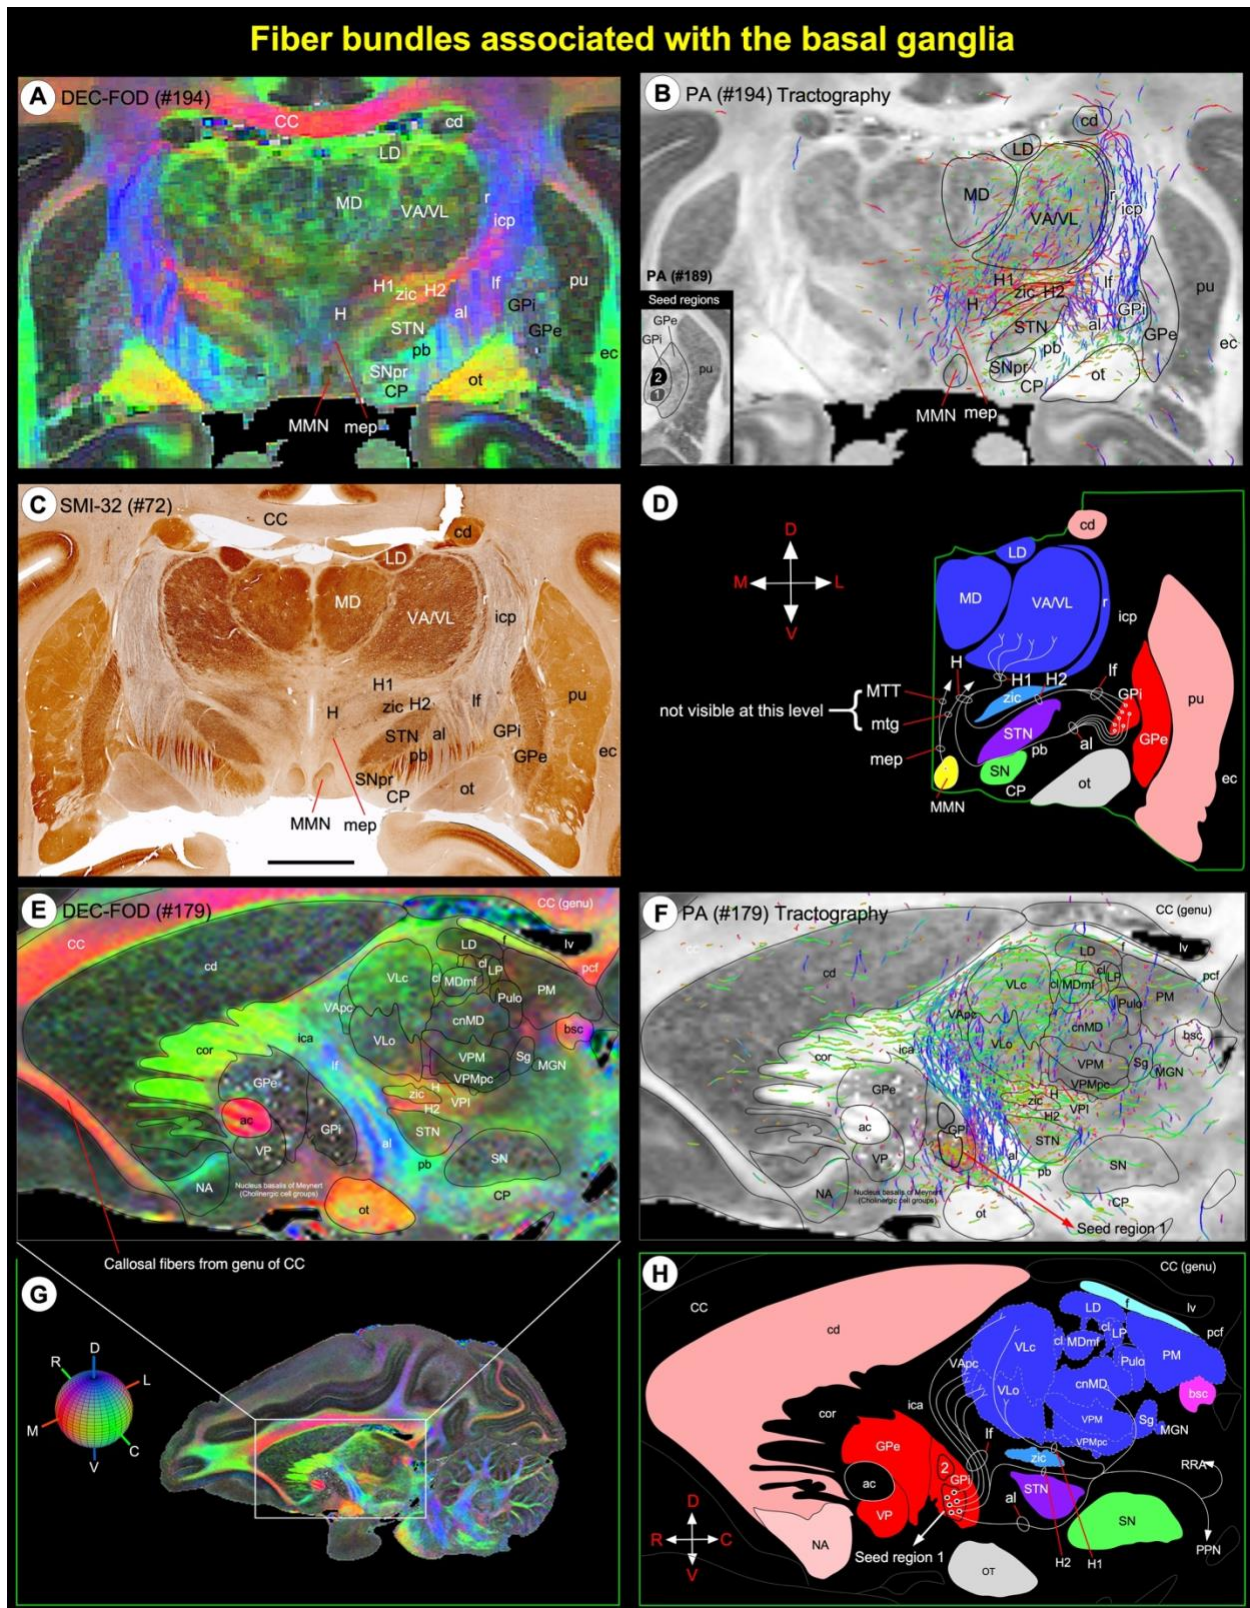 Fiber bundles associated with the basal ganglia
A DEC-FOD (#194)
CC
cd
LD
MD
VA/VL
r
icp
H1
zic
H2
lf
H
al
GPi
GPe
pu
STN
pb
SNpr
CP
ot
ec
MMN
mep
B PA (#194) Tractography
cd
LD
MD
VA/VL
r
icp
H1
zic
H2
lf
H
al
GPi
GPe
pu
STN
pb
SNpr
CP
ot
ec
MMN
mep
PA (#189)
Seed regions
GPe
GPi
pu
2
1
C SMI-32 (#72)
CC
cd
LD
MD
VA/VL
r
icp
H1
zic
H2
lf
H
al
GPi
GPe
pu
STN
pb
SNpr
CP
ot
ec
MMN
mep
D
D
M
L
V
cd
LD
MD
VA/VL
r
icp
H
H1
H2
lf
zic
GPi
pu
MTT
not visible at this level
mtg
STN
al
GPe
mep
pb
SN
CP
ot
ec
MMN
E DEC-FOD (#179)
CC (genu)
CC
cd
LD
f
lv
VLc
cl
MDmf
cl
LP
pcf
Pulo
PM
VApc
cnMD
bsc
cor
ica
VLo
lf
VPM
Sg
MGN
GPe
VPMpc
H
zic
VPI
H2
ac
GPi
STN
VP
al
pb
SN
NA
CP
Nucleus basalis of Meynert
(Cholinergic cell groups)
ot
Callosal fibers from genu of CC
F PA (#179) Tractography
CC (genu)
cc
cd
LD
f
lv
VLc
cl
MDmf
cl
LP
pcf
Pulo
PM
VApc
cnMD
bsc
cor
ica
VLo
VPM
Sg
MGN
GPe
VPMpc
H
zic
VPI
H2
ac
GPi
STN
VP
al
pb
SN
NA
CP
Nucleus basalis of Meynert
(Cholinergic cell groups)
ot
Seed region 1
G
D
R
L
M
C
V
H
CC (genu)
CC
cd
LD
f
lv
VLc
cl
MDmf
cl
LP
pcf
Pulo
PM
VApc
cnMD
bsc
cor
ica
VLo
VPM
Sg
MGN
lf
VPMpc
GPe
zic
RRA
2
GPi
ac
STN
al
VP
SN
D
R
C
V
NA
Seed region 1
OT
H2
H1
PPN